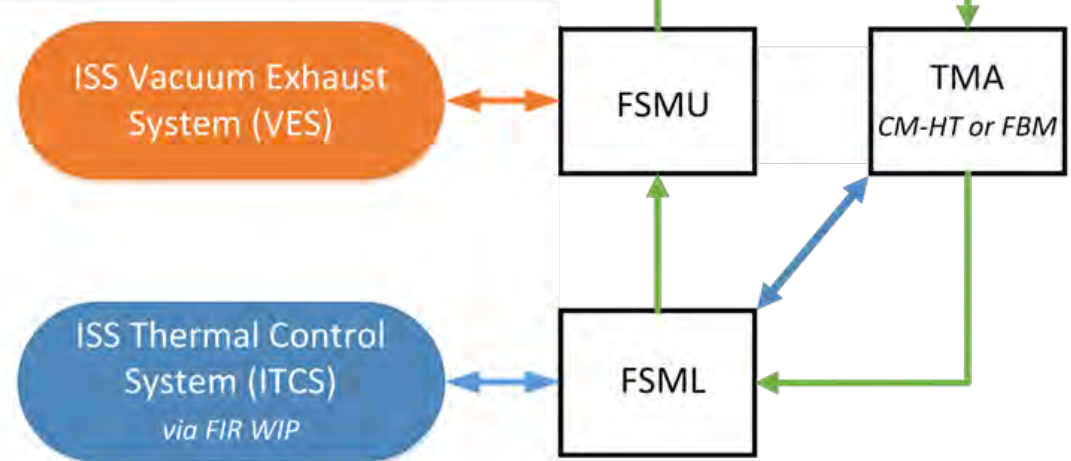 ISS Vacuum Exhaust
System (VES)
FSMU
TMA
CM-HT or FBM
ISS Thermal Control
System (ITCS)
via FIR WIP
FSML